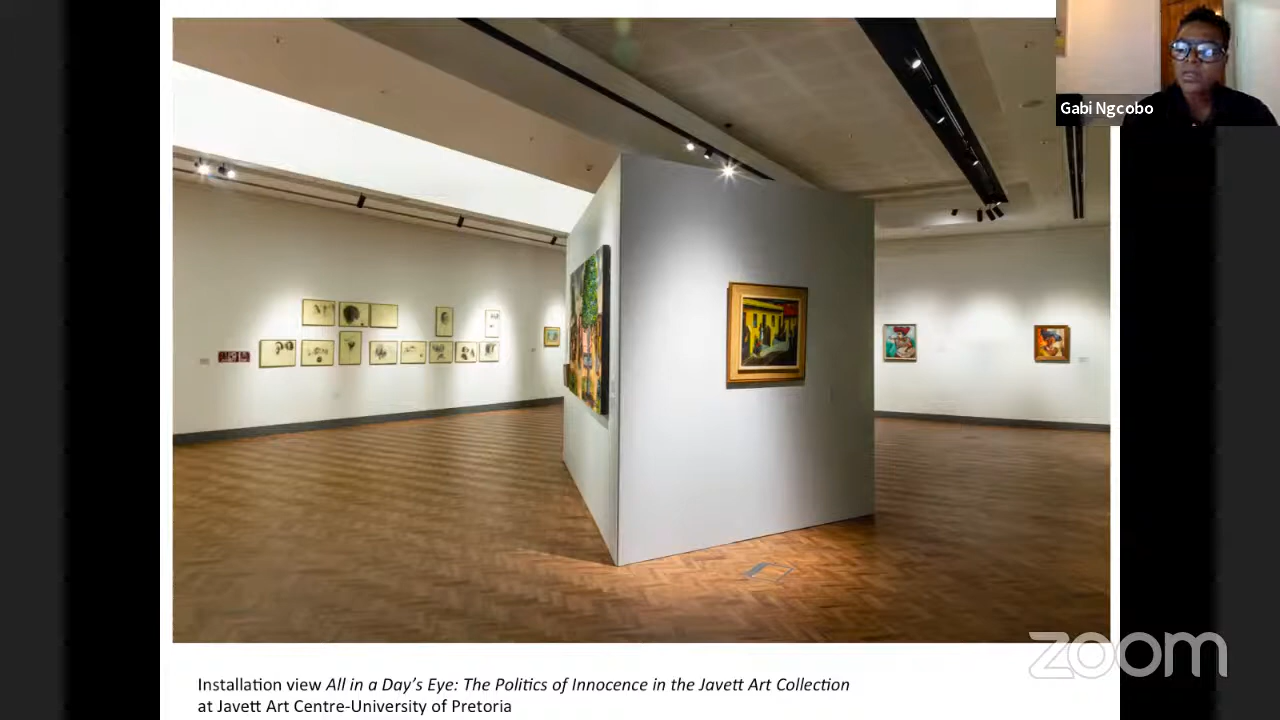 Gabi Ngcobo
zoom
Installation view All in a Day's Eye: The Politics of Innocence in the Javett Art Collection
at Javett Art Centre-University of Pretoria